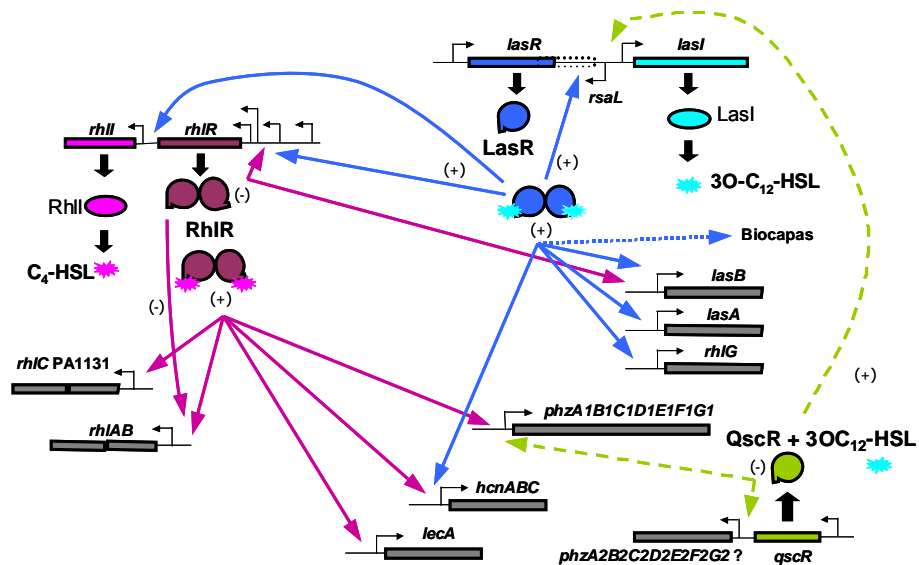 lasR
lasI
rsaL
LasR
LasI
3O-C12-HSL
rhlI
rhlR
(+)
(+)
RhlI
(-)
RhlR
C4-HSL
(+)
(+)
Biocapas
lasB
(-)
lasA
rhlG
rhlC PA1131
(+)
phzA1B1C1D1E1F1G1
rhlAB
QscR + 3OC12-HSL
(-)
hcnABC
lecA
phzA2B2C2D2E2F2G2 ?
qscR